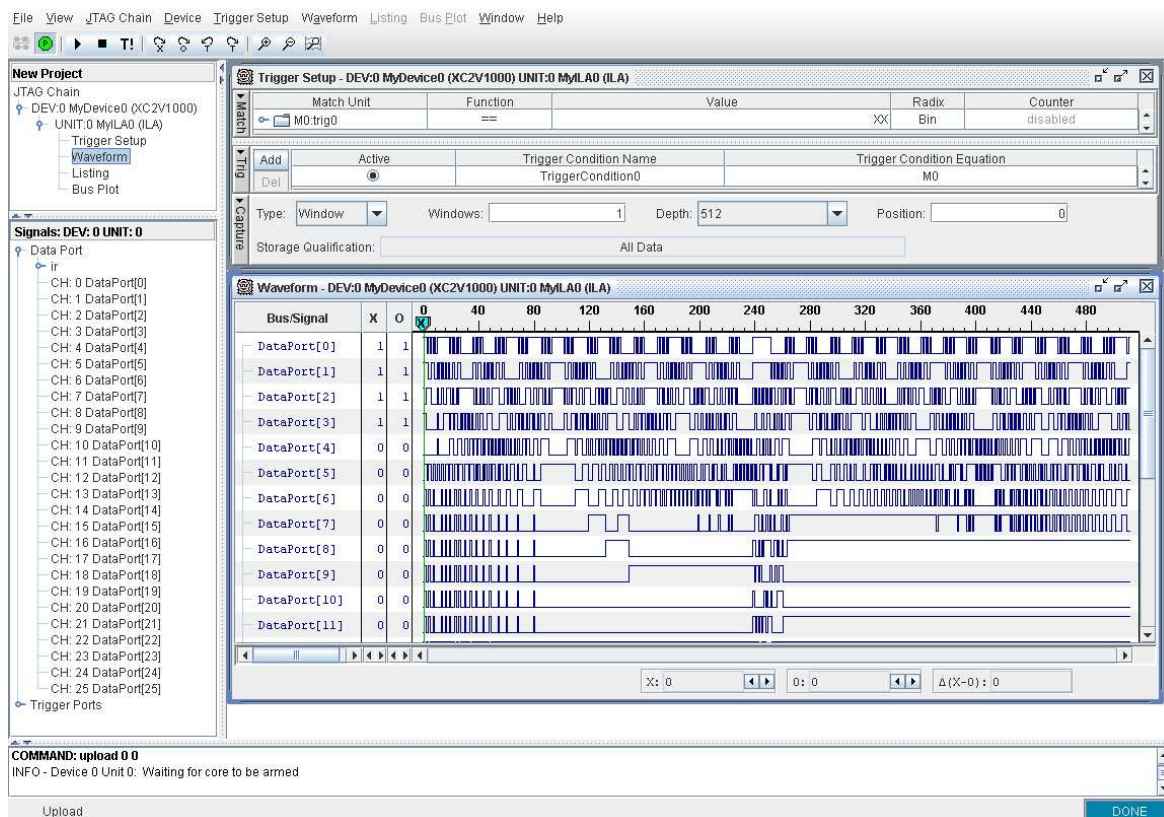 File View JTAG Chain Device Trigger Setup Waveform Listing Bus Plot Window Help
T!
New Project
JTAG Chain
DEV:0 MyDevice0 (XC2V1000)
UNIT:0 MyILA0 (ILA)
Trigger Setup
Waveform
Listing
Bus Plot
Signals: DEV: 0 UNIT: 0
Data Port
ir
CH: 0 DataPort[0]
CH: 1 DataPort[1]
CH: 2 DataPort[2]
CH: 3 DataPort[3]
CH: 4 DataPort[4]
CH: 5 DataPort[5]
CH: 6 DataPort[6]
CH: 7 DataPort[7]
CH: 8 DataPort[8]
CH: 9 DataPort[9]
CH: 10 DataPort[10]
CH: 11 DataPort[11]
CH: 12 DataPort[12]
CH: 13 DataPort[13]
CH: 14 DataPort[14]
CH: 15 DataPort[15]
CH: 16 DataPort[16]
CH: 17 DataPort[17]
CH: 18 DataPort[18]
CH: 19 DataPort[19]
CH: 20 DataPort[20]
CH: 21 DataPort[21]
CH: 22 DataPort[22]
CH: 23 DataPort[23]
CH: 24 DataPort[24]
CH: 25 DataPort[25]
Trigger Ports
Trigger Setup - DEV:0 MyDevice0 (XC2V1000) UNIT:0 MyILA0 (ILA)
Match
Match Unit Function Value Radix Counter
M0:trig0 == XX Bin disabled
Trig
Add Active Trigger Condition Name Trigger Condition Equation
Del TriggerCondition0 M0
Capture
Type: Window Windows: 1 Depth: 512 Position: 0
Storage Qualification: All Data
Waveform - DEV:0 MyDevice0 (XC2V1000) UNIT:0 MyILA0 (ILA)
Bus/Signal X O 0 40 80 120 160 200 240 280 320 360 400 440 480
X
DataPort[0] 1 1
DataPort[1] 1 1
DataPort[2] 1 1
DataPort[3] 1 1
DataPort[4] 0 0
DataPort[5] 0 0
DataPort[6] 0 0
DataPort[7] 0 0
DataPort[8] 0 0
DataPort[9] 0 0
DataPort[10] 0 0
DataPort[11] 0 0
X: 0 O: 0 Δ(X-O): 0
COMMAND: upload 0 0
INFO - Device 0 Unit 0: Waiting for core to be armed
Upload DONE